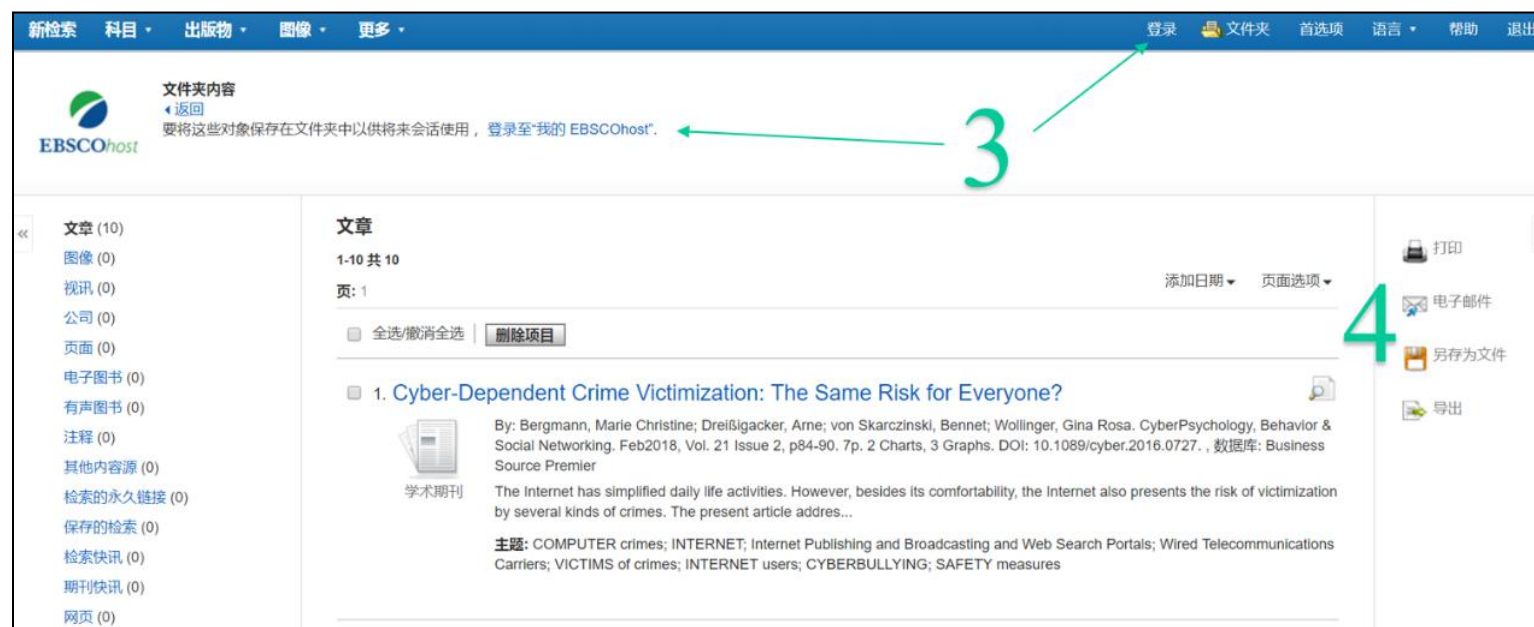 新检索 科目 出版物 图像 更多 登录 文件夹 首选项 语言 帮助 退出
文件夹内容
返回
要将这些对象保存在文件夹中以供将来会话使用，登录至“我的 EBSCOhost”.
EBSCOhost
3
文章 (10)
图像 (0)
视讯 (0)
公司 (0)
页面 (0)
电子图书 (0)
有声图书 (0)
注释 (0)
其他内容源 (0)
检索的永久链接 (0)
保存的检索 (0)
检索快讯 (0)
期刊快讯 (0)
网页 (0)
文章
1-10 共 10
页: 1
添加日期 页面选项
全选/撤消全选 | 删除项目
1. Cyber-Dependent Crime Victimization: The Same Risk for Everyone?
By: Bergmann, Marie Christine; Dreißigacker, Arne; von Skarczinski, Bennet; Wollinger, Gina Rosa. CyberPsychology, Behavior &
Social Networking. Feb2018, Vol. 21 Issue 2, p84-90. 7p. 2 Charts, 3 Graphs. DOI: 10.1089/cyber.2016.0727. , 数据库: Business
Source Premier
学术期刊
The Internet has simplified daily life activities. However, besides its comfortability, the Internet also presents the risk of victimization
by several kinds of crimes. The present article addres...
主题: COMPUTER crimes; INTERNET; Internet Publishing and Broadcasting and Web Search Portals; Wired Telecommunications
Carriers; VICTIMS of crimes; INTERNET users; CYBERBULLYING; SAFETY measures
4
打印
电子邮件
另存为文件
导出